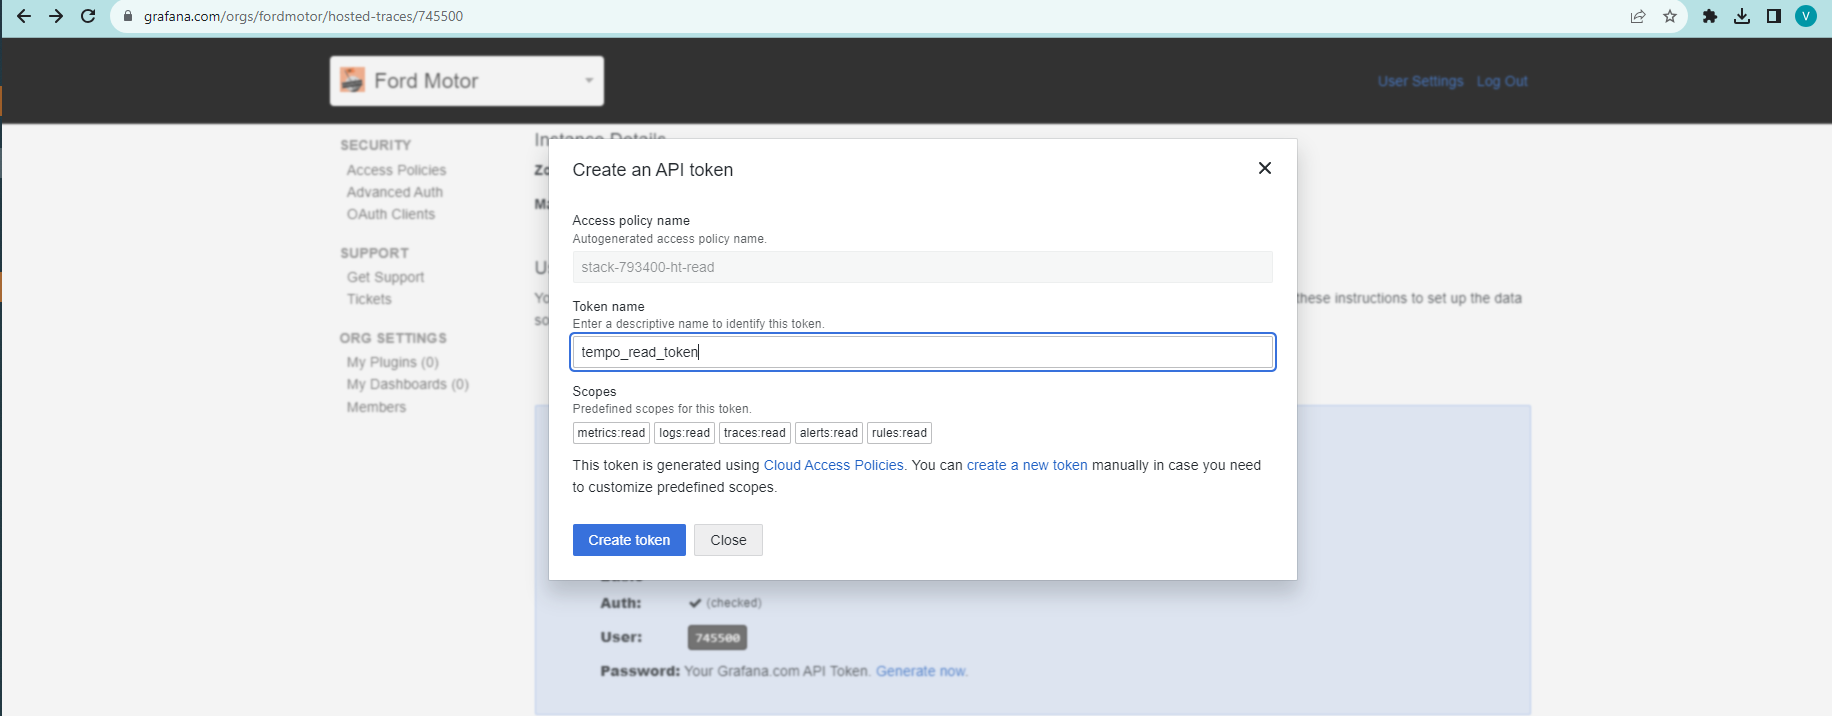 grafana.com/orgs/fordmotor/hosted-traces/745500
V
Ford Motor
User Settings Log Out
SECURITY
Access Policies
Advanced Auth
OAuth Clients
SUPPORT
Get Support
Tickets
ORG SETTINGS
My Plugins (0)
My Dashboards (0)
Members
Instance Details
Create an API token
Access policy name
Autogenerated access policy name.
stack-793400-ht-read
Token name
Enter a descriptive name to identify this token.
tempo_read_token
these instructions to set up the data
Scopes
Predefined scopes for this token.
metrics:read logs:read traces:read alerts:read rules:read
This token is generated using Cloud Access Policies. You can create a new token manually in case you need
to customize predefined scopes.
Create token Close
Auth: (checked)
User: 745500
Password: Your Grafana.com API Token. Generate now.